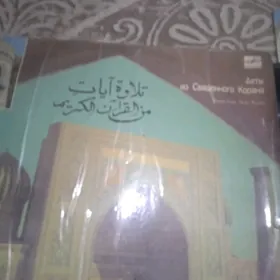 Аяты
из Священного Корана
تلاوة آيات
من القرآن الكريم